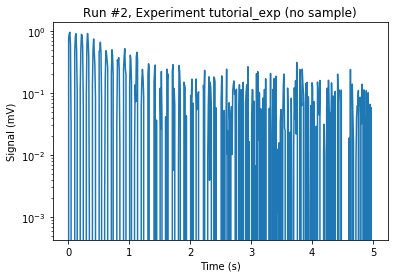 Run #2, Experiment tutorial_exp (no sample)
10⁰
10⁻¹
10⁻²
10⁻³
Signal (mV)
0 1 2 3 4 5
Time (s)